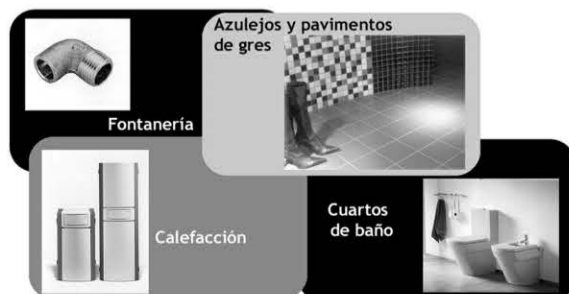 Azulejos y pavimentos
de gres
Fontanería
Calefacción
Cuartos
de baño